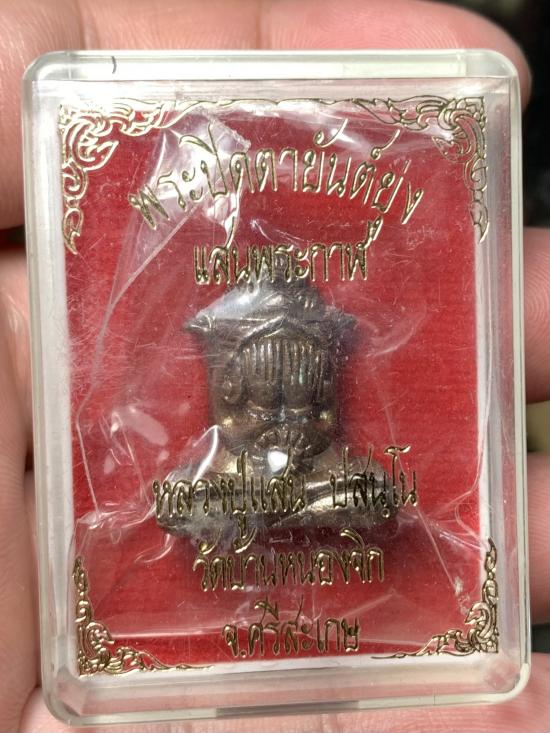 พระปิดตายันต์ยุ่ง
แสนพระกาฬ
หลวงปู่แสน ปสนฺโน
วัดบ้านหนองจิก
จ.ศรีสะเกษ